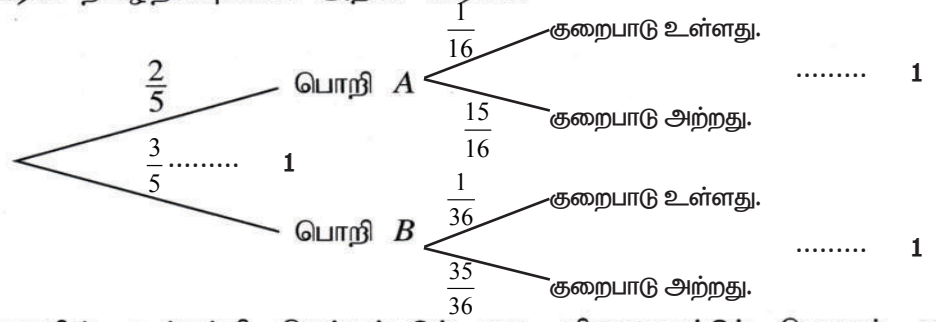 1/16 குறைபாடு உள்ளது.
2/5 பொறி A ......... 1
15/16 குறைபாடு அற்றது.
3/5 ......... 1
1/36 குறைபாடு உள்ளது.
பொறி B ......... 1
35/36 குறைபாடு அற்றது.